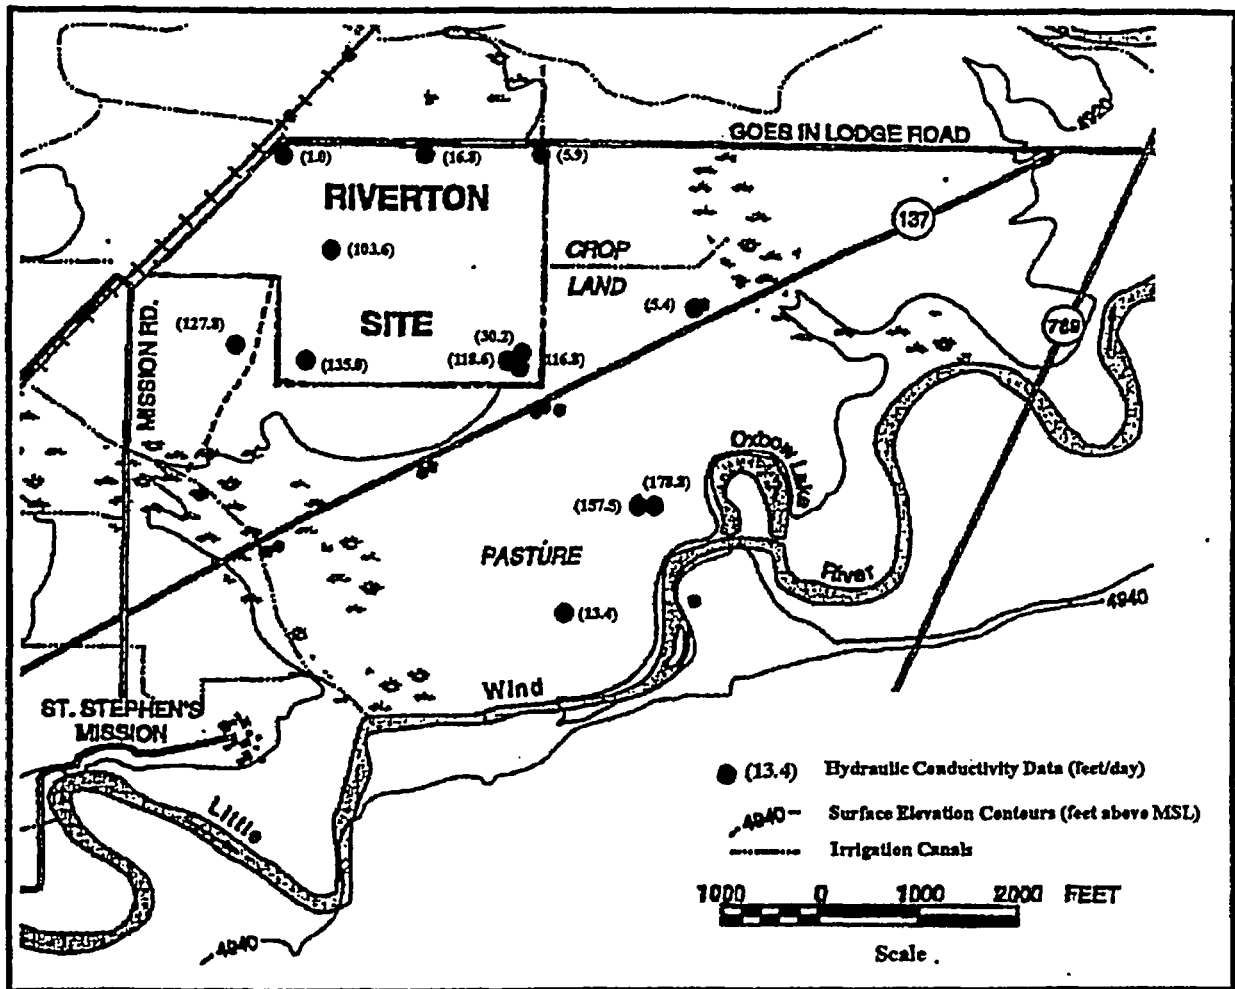 4920
GOES IN LODGE ROAD
(1.0)
(16.8)
(5.9)
RIVERTON
137
(103.6)
CROP
LAND
(5.4)
SITE
789
(127.8)
MISSION RD.
(30.2)
(135.8)
(118.6)
116.8)
Oxbow Lake
(178.8)
(157.5)
PASTURE
River
(13.4)
4940
Wind
ST. STEPHEN'S
MISSION
Little
(13.4) Hydraulic Conductivity Data (feet/day)
4940 Surface Elevation Contours (feet above MSL)
Irrigation Canals
1000 0 1000 2000 FEET
Scale
4940